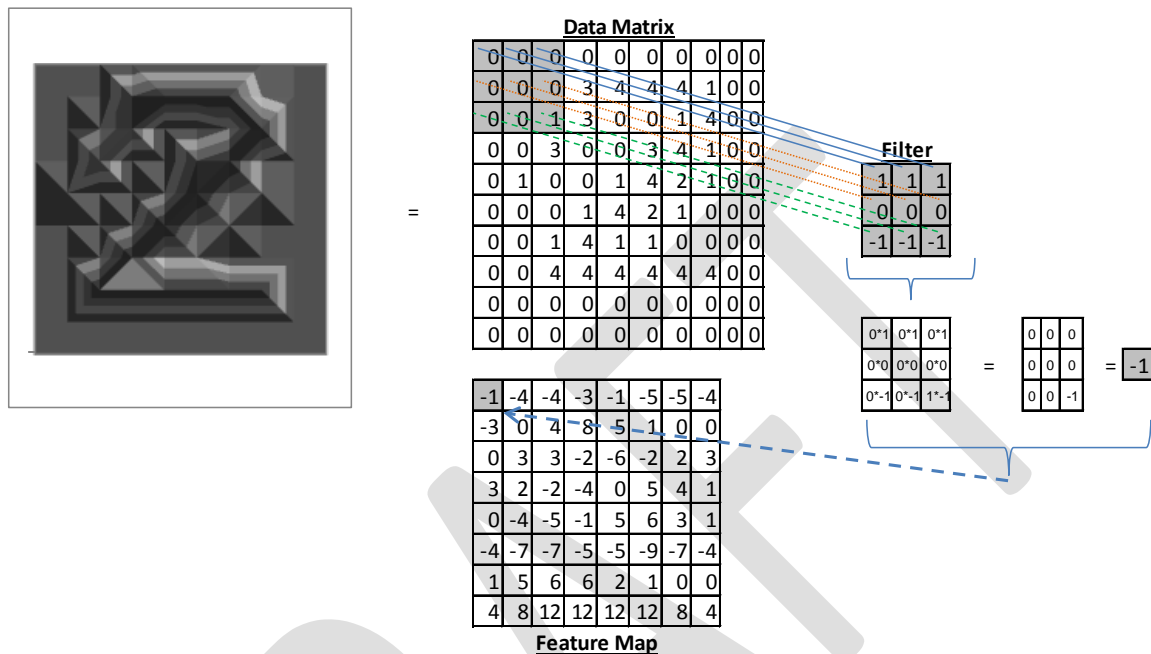 Data Matrix
0 0 0 0 0 0 0 0 0 0
0 0 0 3 4 4 4 1 0 0
0 0 1 3 0 0 1 4 0 0
0 0 3 0 0 3 4 1 0 0
0 1 0 0 1 4 2 1 0 0
0 0 0 1 4 2 1 0 0 0
0 0 1 4 1 1 0 0 0 0
0 0 4 4 4 4 4 4 0 0
0 0 0 0 0 0 0 0 0 0
0 0 0 0 0 0 0 0 0 0
=
Filter
1 1 1
0 0 0
-1 -1 -1
0*1 0*1 0*1
0*0 0*0 0*0
0*-1 0*-1 1*-1
=
0 0 0
0 0 0
0 0 -1
= -1
-1 -4 -4 -3 -1 -5 -5 -4
-3 0 4 8 5 1 0 0
0 3 3 -2 -6 -2 2 3
3 2 -2 -4 0 5 4 1
0 -4 -5 -1 5 6 3 1
-4 -7 -7 -5 -5 -9 -7 -4
1 5 6 6 2 1 0 0
4 8 12 12 12 12 8 4
Feature Map